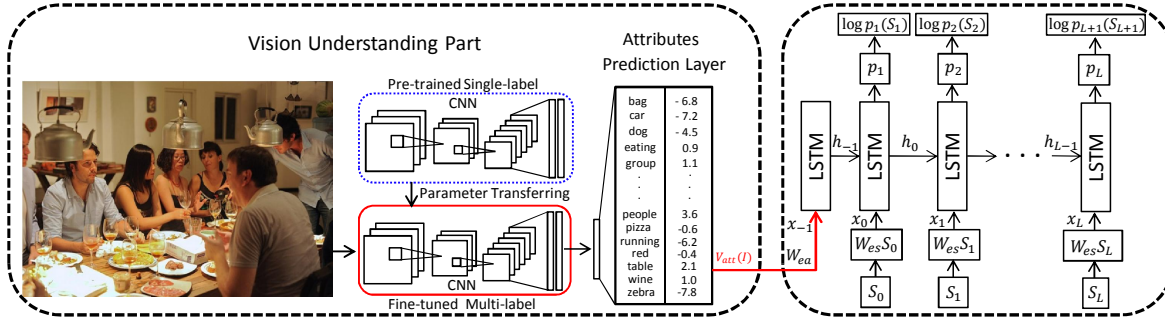 Vision Understanding Part
Attributes
Prediction Layer
Pre-trained Single-label
CNN
Parameter Transferring
CNN
Fine-tuned Multi-label
bag - 6.8
car - 7.2
dog - 4.5
eating 0.9
group 1.1
. .
. .
. .
people 3.6
pizza -0.6
running -6.2
red -0.4
table 2.1
wine 1.0
zebra -7.8
V_att(I)
W_ea
x_{-1}
LSTM
h_{-1}
log p_1(S_1)
p_1
LSTM
x_0
W_es S_0
S_0
h_0
log p_2(S_2)
p_2
LSTM
x_1
W_es S_1
S_1
· · · ·
h_{L-1}
log p_{L+1}(S_{L+1})
p_L
LSTM
x_L
W_es S_L
S_L